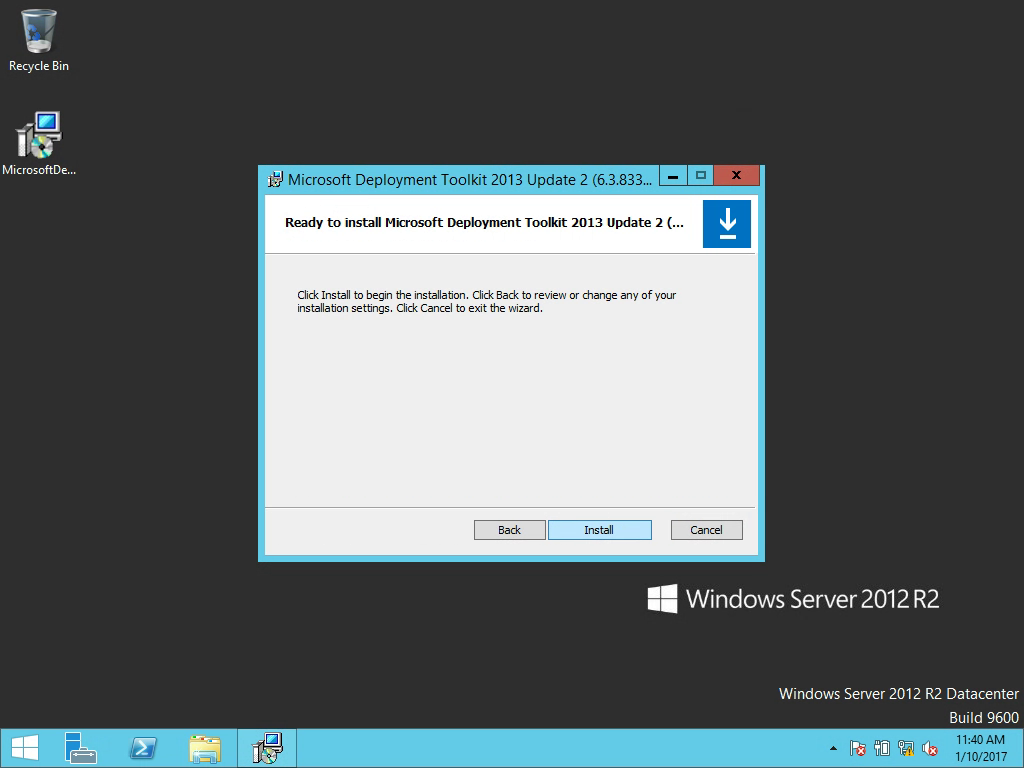 Recycle Bin
MicrosoftDe...
Microsoft Deployment Toolkit 2013 Update 2 (6.3.833...
Ready to install Microsoft Deployment Toolkit 2013 Update 2 (...
Click Install to begin the installation. Click Back to review or change any of your
installation settings. Click Cancel to exit the wizard.
Back
Install
Cancel
Windows Server 2012 R2
Windows Server 2012 R2 Datacenter
Build 9600
11:40 AM
1/10/2017